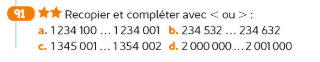 91 ★★ Recopier et compléter avec < ou > :
a. 1 234 100 ... 1 234 001 b. 234 532 ... 234 632
c. 1 345 001 ... 1 354 002 d. 2 000 000 ... 2 001 000